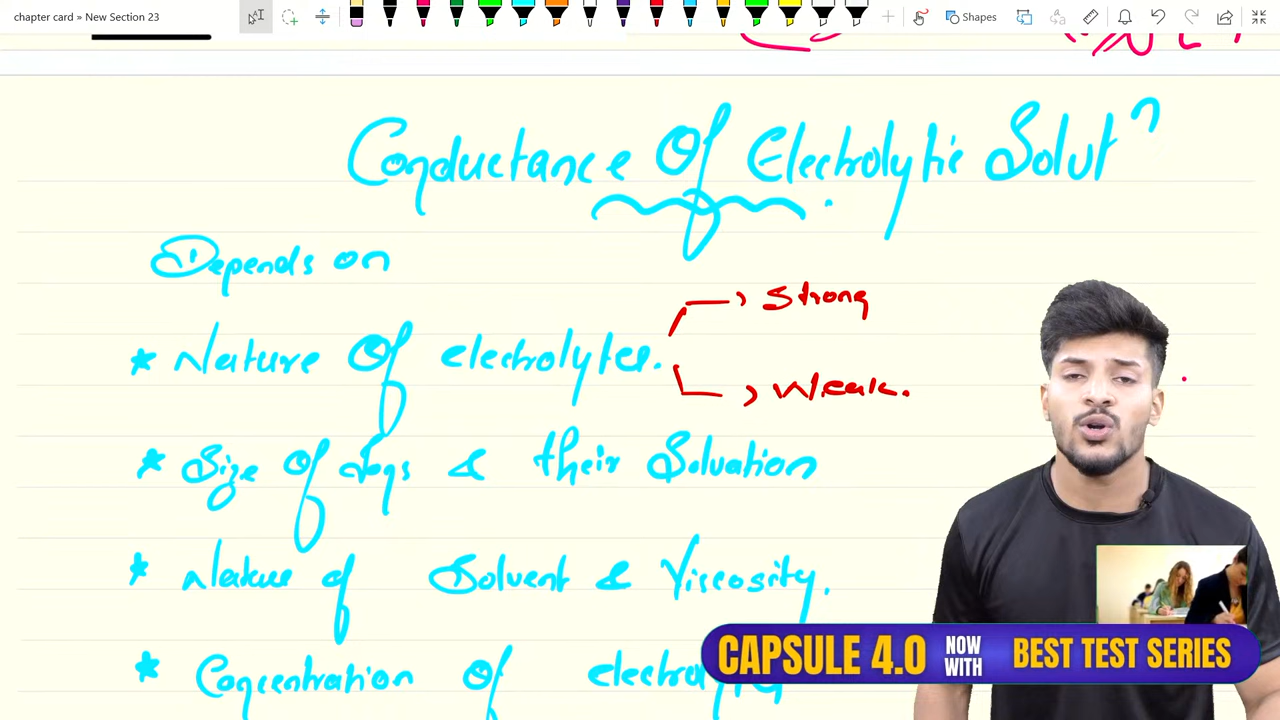 chapter card » New Section 23
Shapes
Conductance Of Electrolytic Solutⁿ
Depends on
* Nature Of electrolytes.
Strong
Weak.
* Size Of Ions & their Solvation
* Nature of Solvent & Viscosity.
* Concentration Of
CAPSULE 4.0 NOW WITH BEST TEST SERIES